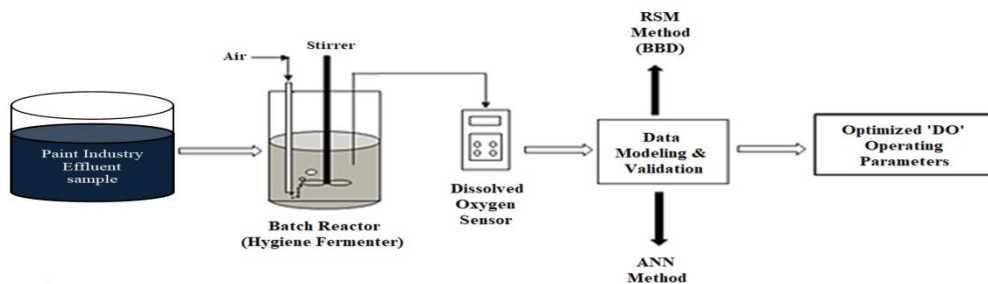 Paint Industry
Effluent
sample
Air
Stirrer
Batch Reactor
(Hygiene Fermenter)
Dissolved
Oxygen
Sensor
RSM
Method
(BBD)
Data
Modeling &
Validation
ANN
Method
Optimized 'DO'
Operating
Parameters